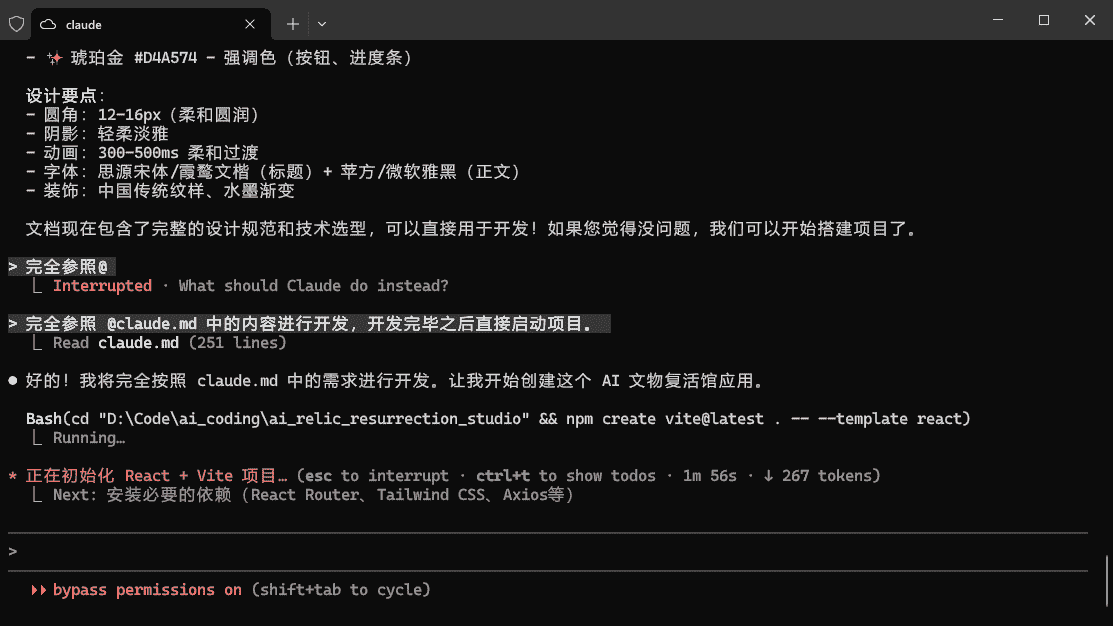 claude
- ✨ 琥珀金 #D4A574 - 强调色（按钮、进度条）
设计要点：
- 圆角：12-16px（柔和圆润）
- 阴影：轻柔淡雅
- 动画：300-500ms 柔和过渡
- 字体：思源宋体/霞鹜文楷（标题）+ 苹方/微软雅黑（正文）
- 装饰：中国传统纹样、水墨渐变
文档现在包含了完整的设计规范和技术选型，可以直接用于开发！如果您觉得没问题，我们可以开始搭建项目了。
> 完全参照@
⎿ Interrupted · What should Claude do instead?
> 完全参照 @claude.md 中的内容进行开发，开发完毕之后直接启动项目。
⎿ Read claude.md (251 lines)
● 好的！我将完全按照 claude.md 中的需求进行开发。让我开始创建这个 AI 文物复活馆应用。
Bash(cd "D:\Code\ai_coding\ai_relic_resurrection_studio" && npm create vite@latest . -- --template react)
⎿ Running…
* 正在初始化 React + Vite 项目… (esc to interrupt · ctrl+t to show todos · 1m 56s · ↓ 267 tokens)
⎿ Next: 安装必要的依赖（React Router、Tailwind CSS、Axios等）
>
⏵⏵ bypass permissions on (shift+tab to cycle)